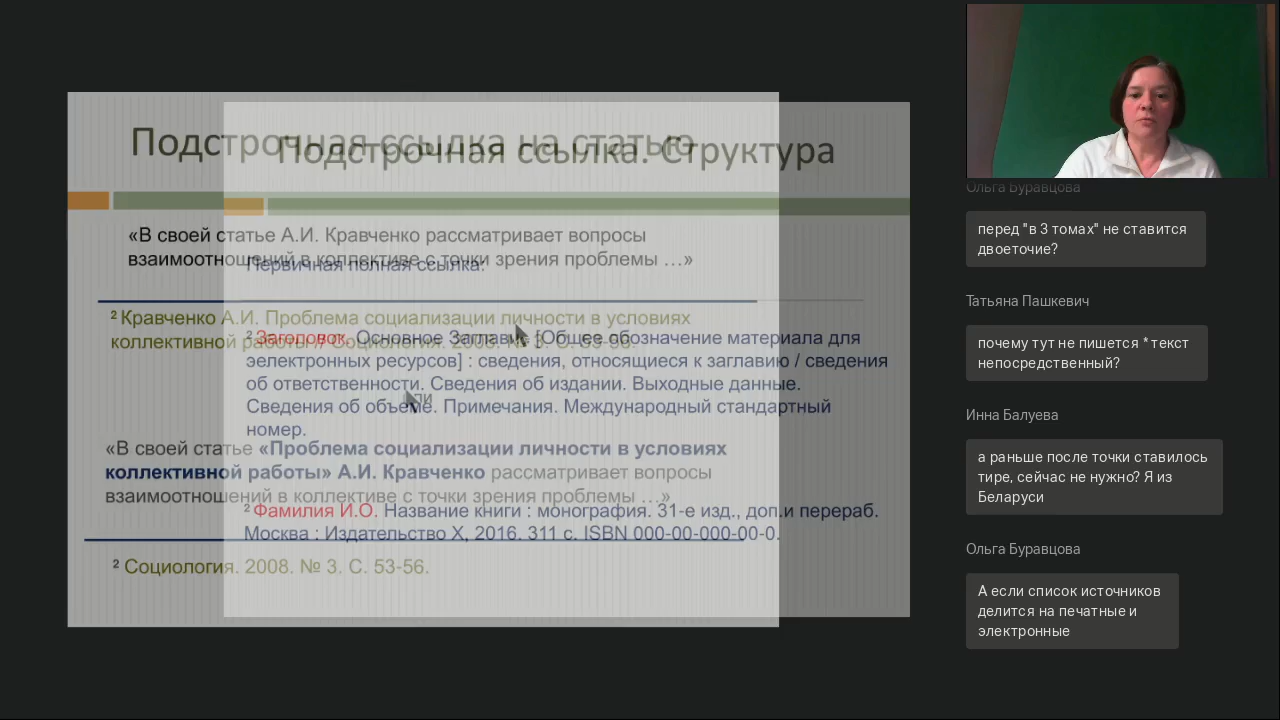 Подстрочная ссылка на статью
«В своей статье А.И. Кравченко рассматривает вопросы
взаимоотношений в коллективе с точки зрения проблемы …»
² Кравченко А.И. Проблема социализации личности в условиях
коллективной работы // Социология. 2008. № 3. С. 53-56.
или
«В своей статье «Проблема социализации личности в условиях
коллективной работы» А.И. Кравченко рассматривает вопросы
взаимоотношений в коллективе с точки зрения проблемы …»
² Социология. 2008. № 3. С. 53-56.
Подстрочная ссылка. Структура
Первичная полная ссылка:
² Заголовок. Основное Заглавие [Общее обозначение материала для
эелектронных ресурсов] : сведения, относящиеся к заглавию / сведения
об ответственности. Сведения об издании. Выходные данные.
Сведения об объеме. Примечания. Международный стандартный
номер.
² Фамилия И.О. Название книги : монография. 31-е изд., доп.и перераб.
Москва : Издательство Х, 2016. 311 с. ISBN 000-00-000-00-0.
Ольга Буравцова
перед "в 3 томах" не ставится
двоеточие?
Татьяна Пашкевич
почему тут не пишется * текст
непосредственный?
Инна Балуева
а раньше после точки ставилось
тире, сейчас не нужно? Я из
Беларуси
Ольга Буравцова
А если список источников
делится на печатные и
электронные